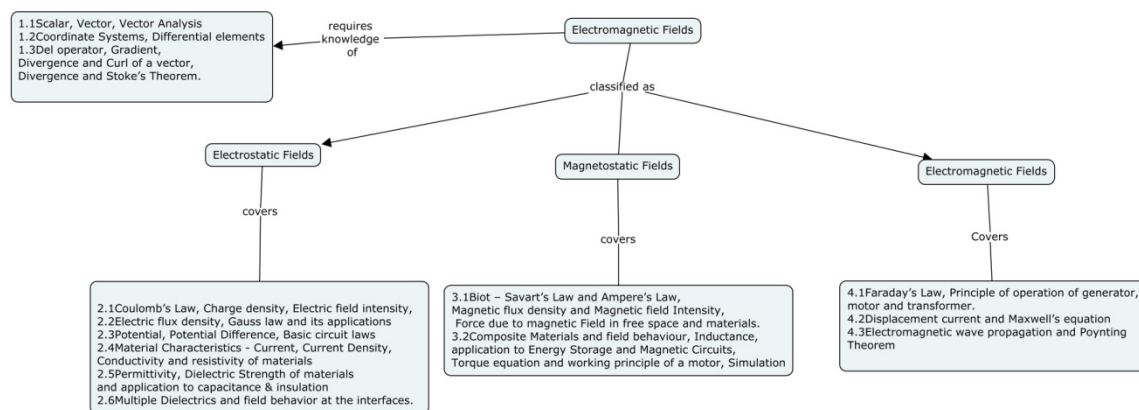 1.1Scalar, Vector, Vector Analysis
1.2Coordinate Systems, Differential elements
1.3Del operator, Gradient,
Divergence and Curl of a vector,
Divergence and Stoke's Theorem.
requires
knowledge
of
Electromagnetic Fields
classified as
Electrostatic Fields
Magnetostatic Fields
Electromagnetic Fields
covers
covers
Covers
2.1Coulomb's Law, Charge density, Electric field intensity,
2.2Electric flux density, Gauss law and its applications
2.3Potential, Potential Difference, Basic circuit laws
2.4Material Characteristics - Current, Current Density,
Conductivity and resistivity of materials
2.5Permittivity, Dielectric Strength of materials
and application to capacitance & insulation
2.6Multiple Dielectrics and field behavior at the interfaces.
3.1Biot – Savart's Law and Ampere's Law,
Magnetic flux density and Magnetic field Intensity,
Force due to magnetic Field in free space and materials.
3.2Composite Materials and field behaviour, Inductance,
application to Energy Storage and Magnetic Circuits,
Torque equation and working principle of a motor, Simulation
4.1Faraday's Law, Principle of operation of generator,
motor and transformer.
4.2Displacement current and Maxwell's equation
4.3Electromagnetic wave propagation and Poynting
Theorem